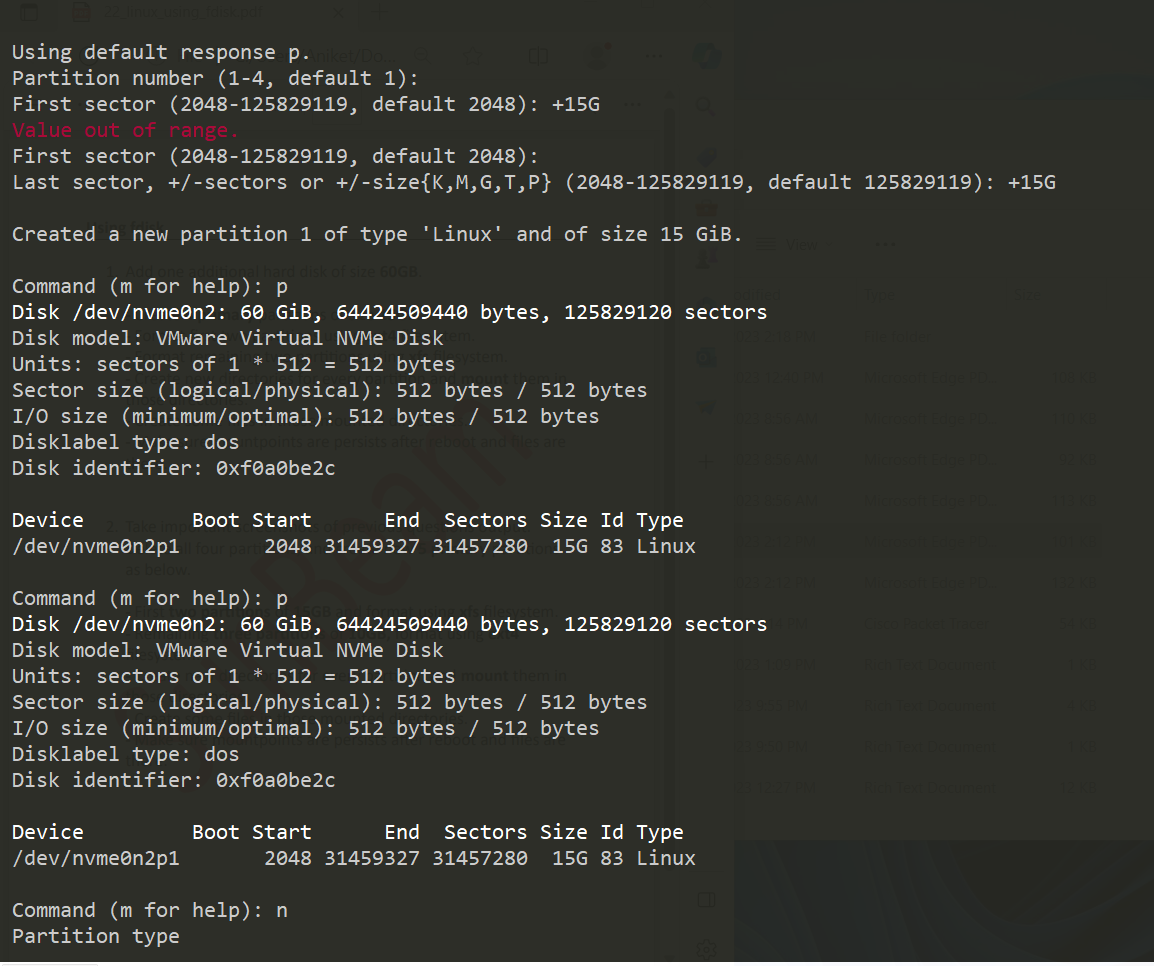 Using default response p.
Partition number (1-4, default 1):
First sector (2048-125829119, default 2048): +15G
Value out of range.
First sector (2048-125829119, default 2048):
Last sector, +/-sectors or +/-size{K,M,G,T,P} (2048-125829119, default 125829119): +15G
Created a new partition 1 of type 'Linux' and of size 15 GiB.
Command (m for help): p
Disk /dev/nvme0n2: 60 GiB, 64424509440 bytes, 125829120 sectors
Disk model: VMware Virtual NVMe Disk
Units: sectors of 1 * 512 = 512 bytes
Sector size (logical/physical): 512 bytes / 512 bytes
I/O size (minimum/optimal): 512 bytes / 512 bytes
Disklabel type: dos
Disk identifier: 0xf0a0be2c
Device         Boot Start      End  Sectors Size Id Type
/dev/nvme0n2p1       2048 31459327 31457280  15G 83 Linux
Command (m for help): p
Disk /dev/nvme0n2: 60 GiB, 64424509440 bytes, 125829120 sectors
Disk model: VMware Virtual NVMe Disk
Units: sectors of 1 * 512 = 512 bytes
Sector size (logical/physical): 512 bytes / 512 bytes
I/O size (minimum/optimal): 512 bytes / 512 bytes
Disklabel type: dos
Disk identifier: 0xf0a0be2c
Device         Boot Start      End  Sectors Size Id Type
/dev/nvme0n2p1       2048 31459327 31457280  15G 83 Linux
Command (m for help): n
Partition type